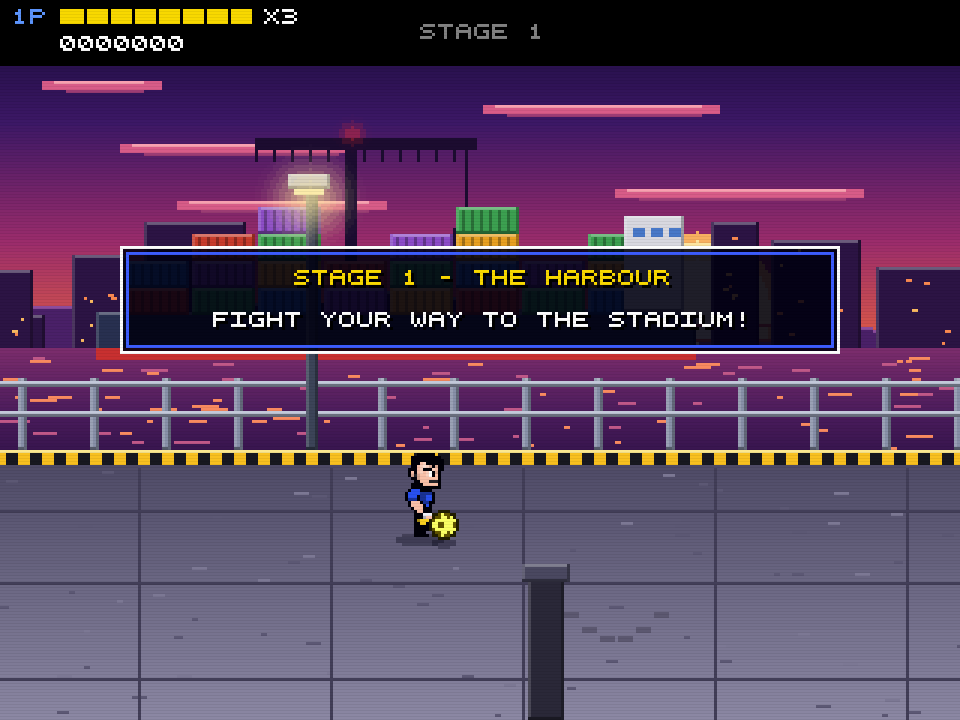 1P X3
0000000
STAGE 1
STAGE 1 - THE HARBOUR
FIGHT YOUR WAY TO THE STADIUM!